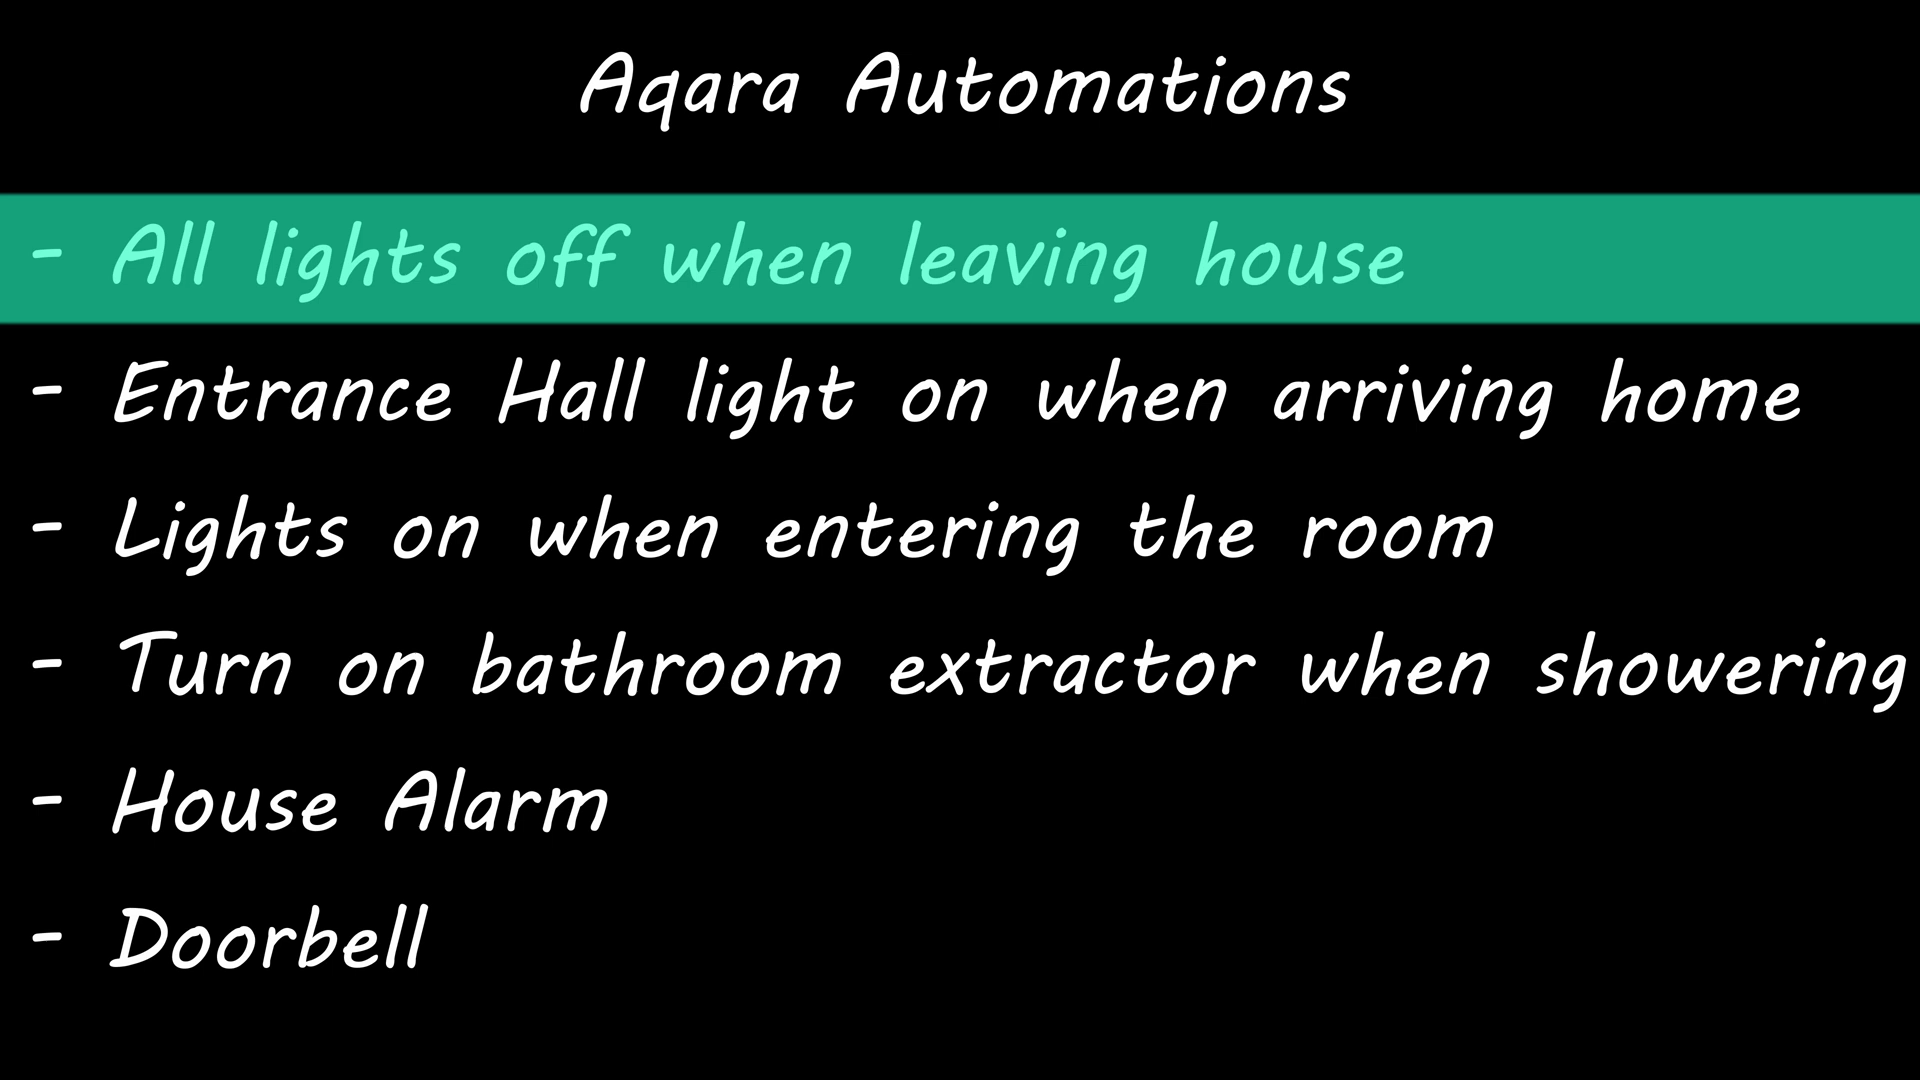 Aqara Automations
- All lights off when leaving house
- Entrance Hall light on when arriving home
- Lights on when entering the room
- Turn on bathroom extractor when showering
- House Alarm
- Doorbell